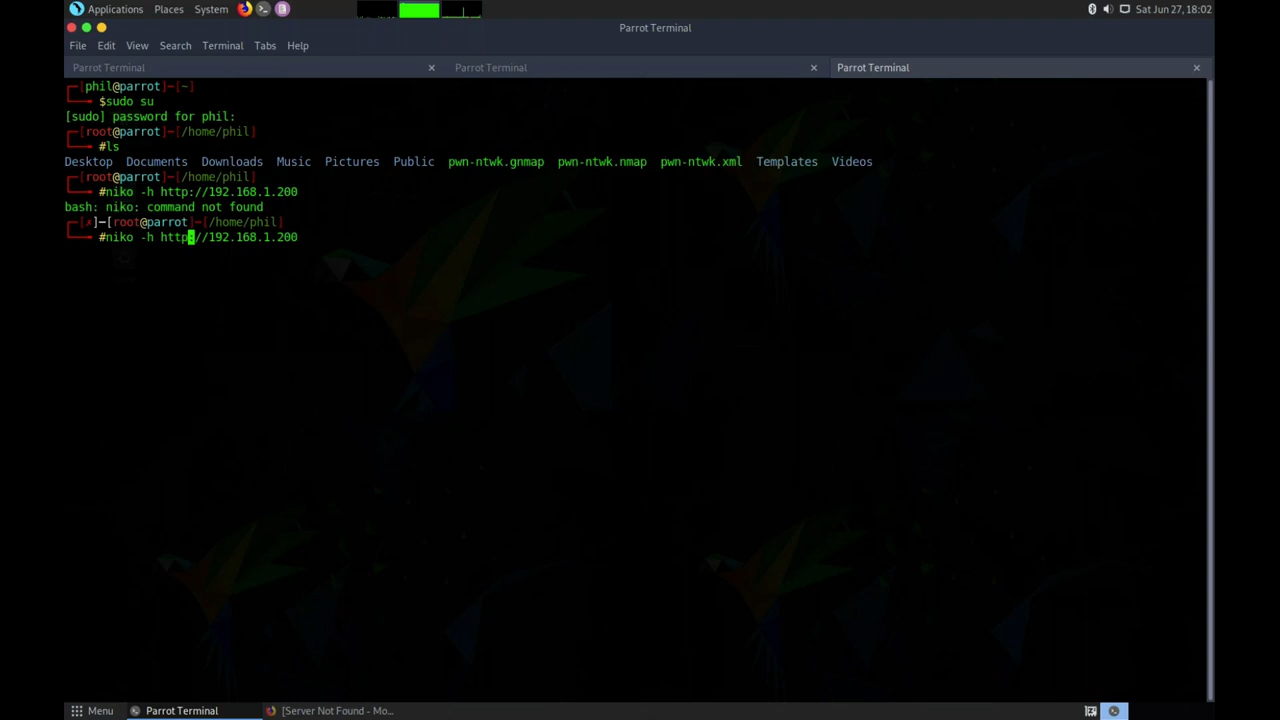 Applications Places System Sat Jun 27, 18:02
Parrot Terminal
File Edit View Search Terminal Tabs Help
Parrot Terminal Parrot Terminal Parrot Terminal
[phil@parrot]-[~]
$sudo su
[sudo] password for phil:
[root@parrot]-[/home/phil]
#ls
Desktop Documents Downloads Music Pictures Public pwn-ntwk.gnmap pwn-ntwk.nmap pwn-ntwk.xml Templates Videos
[root@parrot]-[/home/phil]
#niko -h http://192.168.1.200
bash: niko: command not found
[✗]-[root@parrot]-[/home/phil]
#niko -h http://192.168.1.200
Menu Parrot Terminal [Server Not Found - Mo...